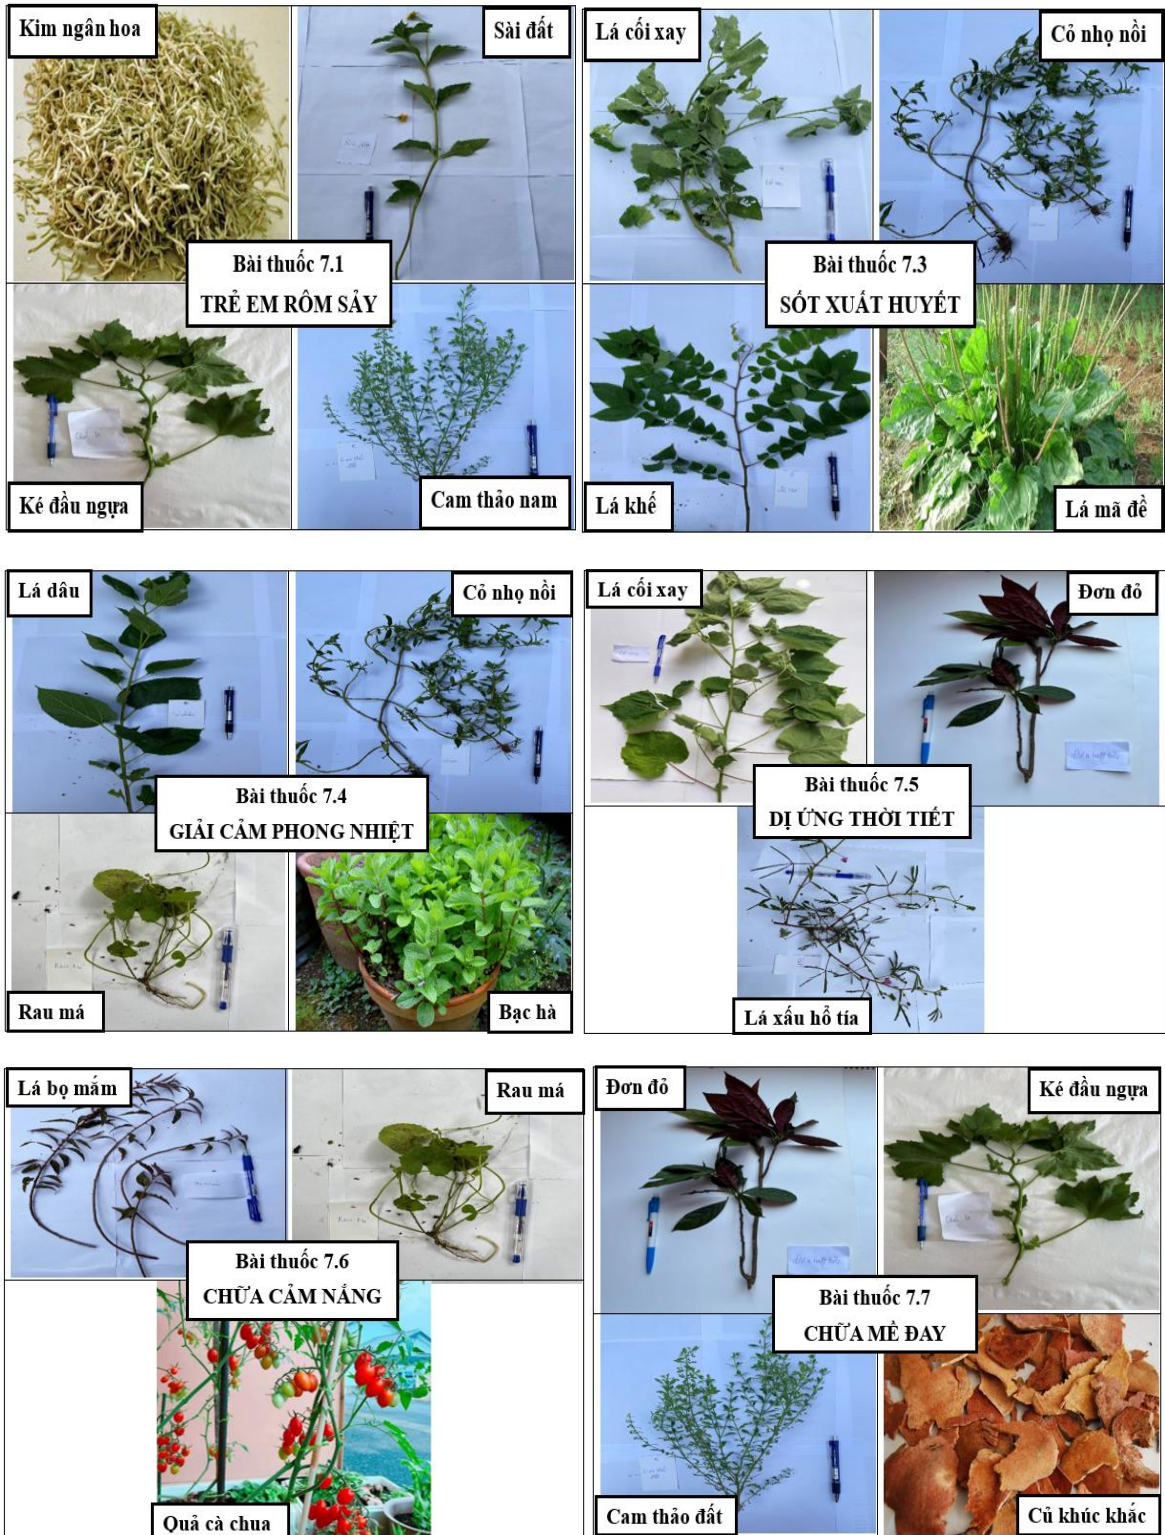 Kim ngân hoa
Sài đất
Bài thuốc 7.1
TRẺ EM RÔM SẢY
Ké đầu ngựa
Cam thảo nam
Lá cối xay
Cỏ nhọ nồi
Bài thuốc 7.3
SỐT XUẤT HUYẾT
Lá khế
Lá mã đề
Lá dâu
Cỏ nhọ nồi
Bài thuốc 7.4
GIẢI CẢM PHONG NHIỆT
Rau má
Bạc hà
Lá cối xay
Đơn đỏ
Bài thuốc 7.5
DỊ ỨNG THỜI TIẾT
Lá xấu hổ tía
Lá bọ mắm
Rau má
Bài thuốc 7.6
CHỮA CẢM NẮNG
Quả cà chua
Đơn đỏ
Ké đầu ngựa
Bài thuốc 7.7
CHỮA MỀ ĐAY
Cam thảo đất
Củ khúc khắc